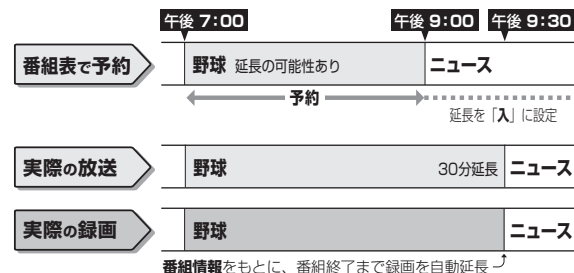 午後 7:00 午後 9:00 午後 9:30
番組表で予約 野球 延長の可能性あり ニュース
予約
延長を「入」に設定
実際の放送 野球 30分延長 ニュース
実際の録画 野球 ニュース
番組情報をもとに、番組終了まで録画を自動延長